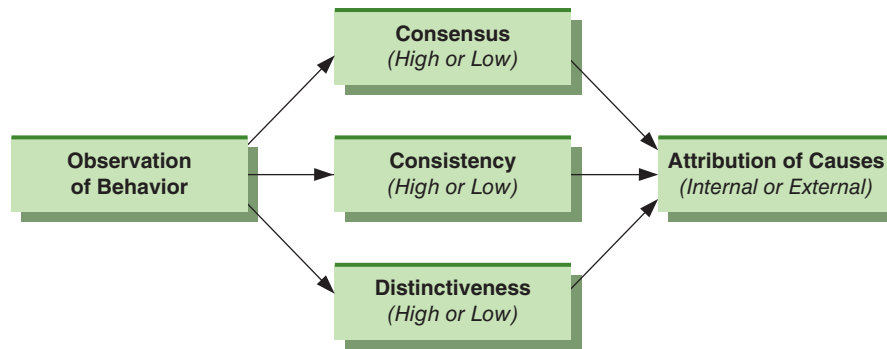 Consensus
(High or Low)
Observation
of Behavior
Consistency
(High or Low)
Attribution of Causes
(Internal or External)
Distinctiveness
(High or Low)